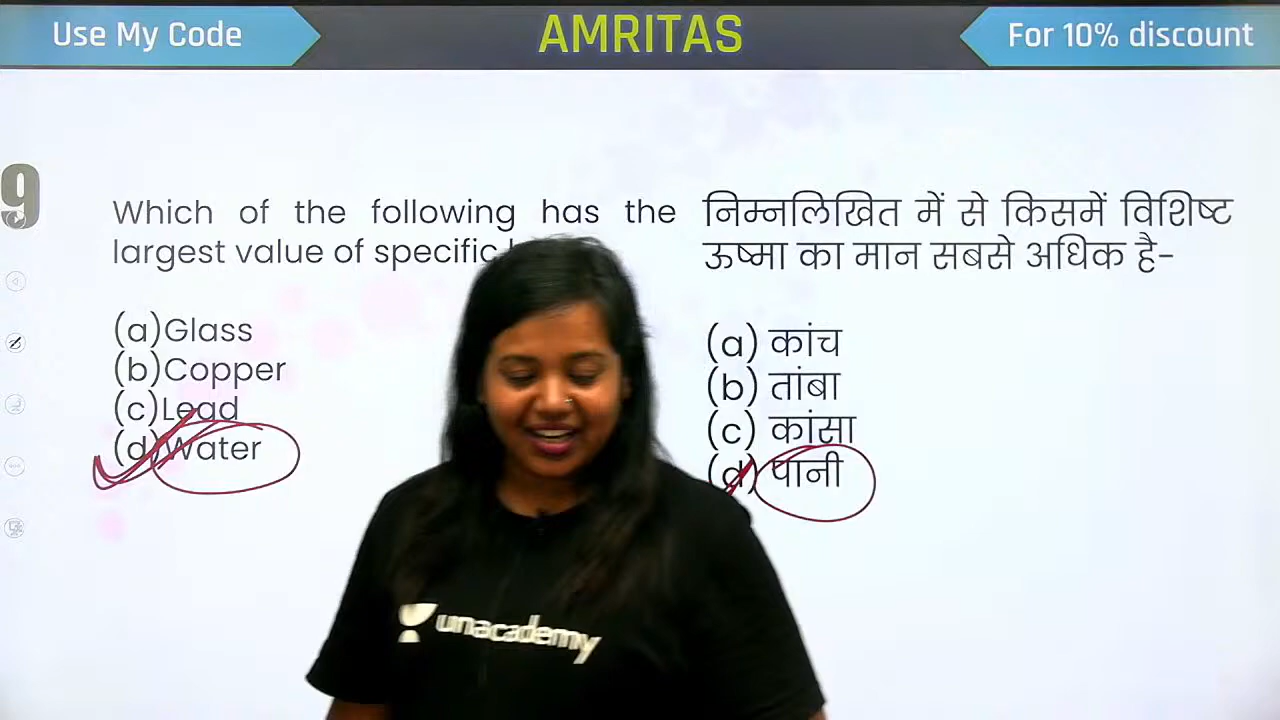 Use My Code
AMRITAS
For 10% discount
9
Which of the following has the
largest value of specific
(a)Glass
(b)Copper
(c)Lead
(d)Water
निम्नलिखित में से किसमें विशिष्ट
ऊष्मा का मान सबसे अधिक है-
(a) कांच
(b) तांबा
(c) कांसा
(d) पानी
unacademy